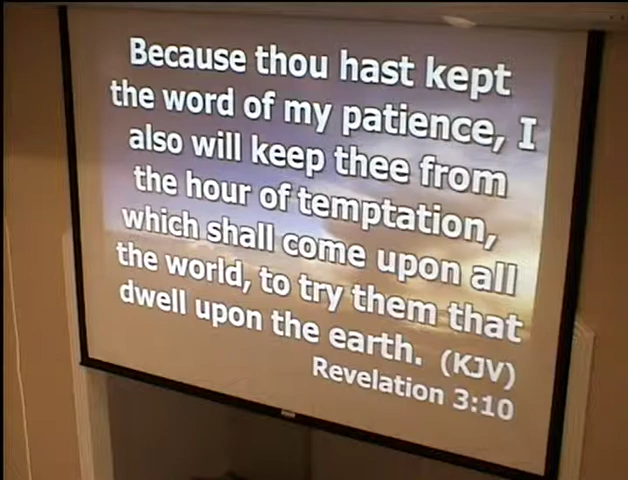 Because thou hast kept
the word of my patience, I
also will keep thee from
the hour of temptation,
which shall come upon all
the world, to try them that
dwell upon the earth. (KJV)
Revelation 3:10